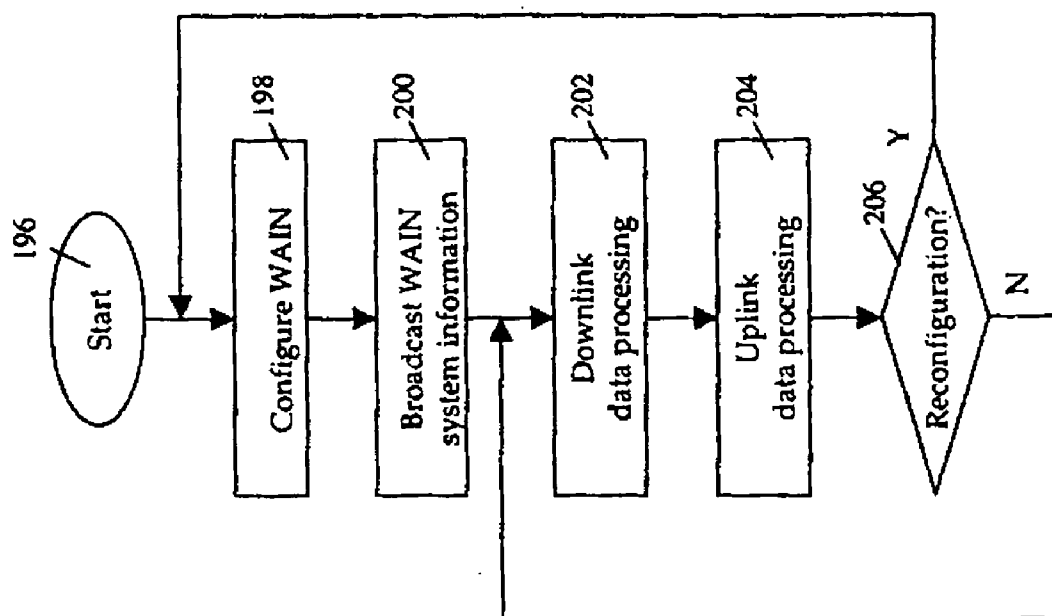 196
Start
198
Configure WAIN
200
Broadcast WAIN
system information
202
Downlink
data processing
204
Uplink
data processing
206
Reconfiguration?
Y
N